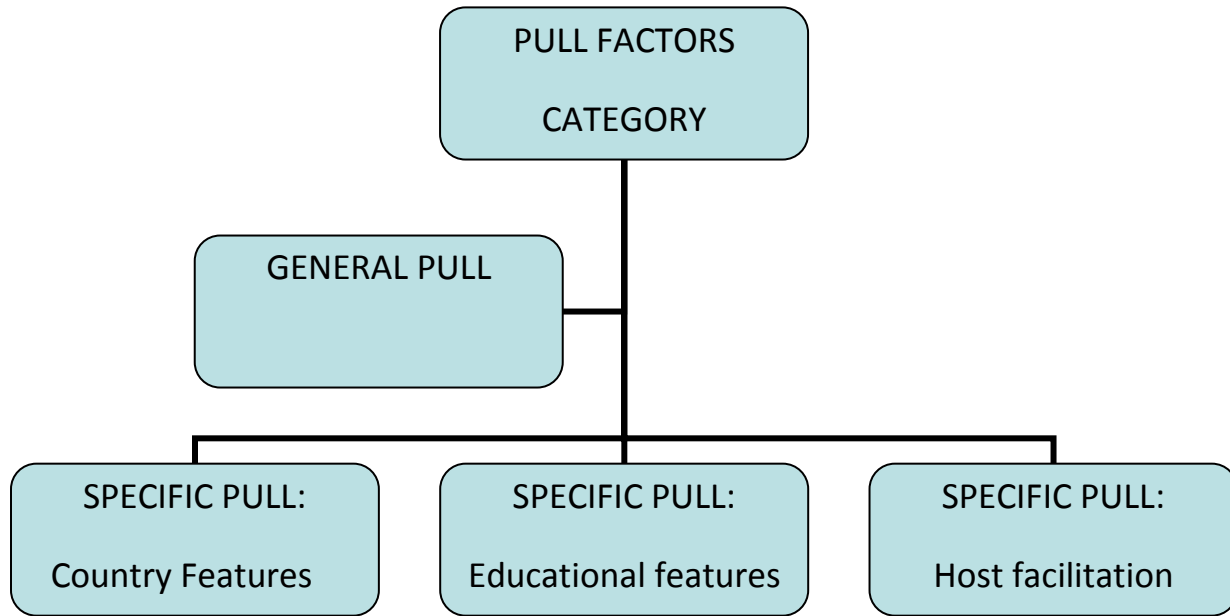 PULL FACTORS
CATEGORY
GENERAL PULL
SPECIFIC PULL:
Country Features
SPECIFIC PULL:
Educational features
SPECIFIC PULL:
Host facilitation